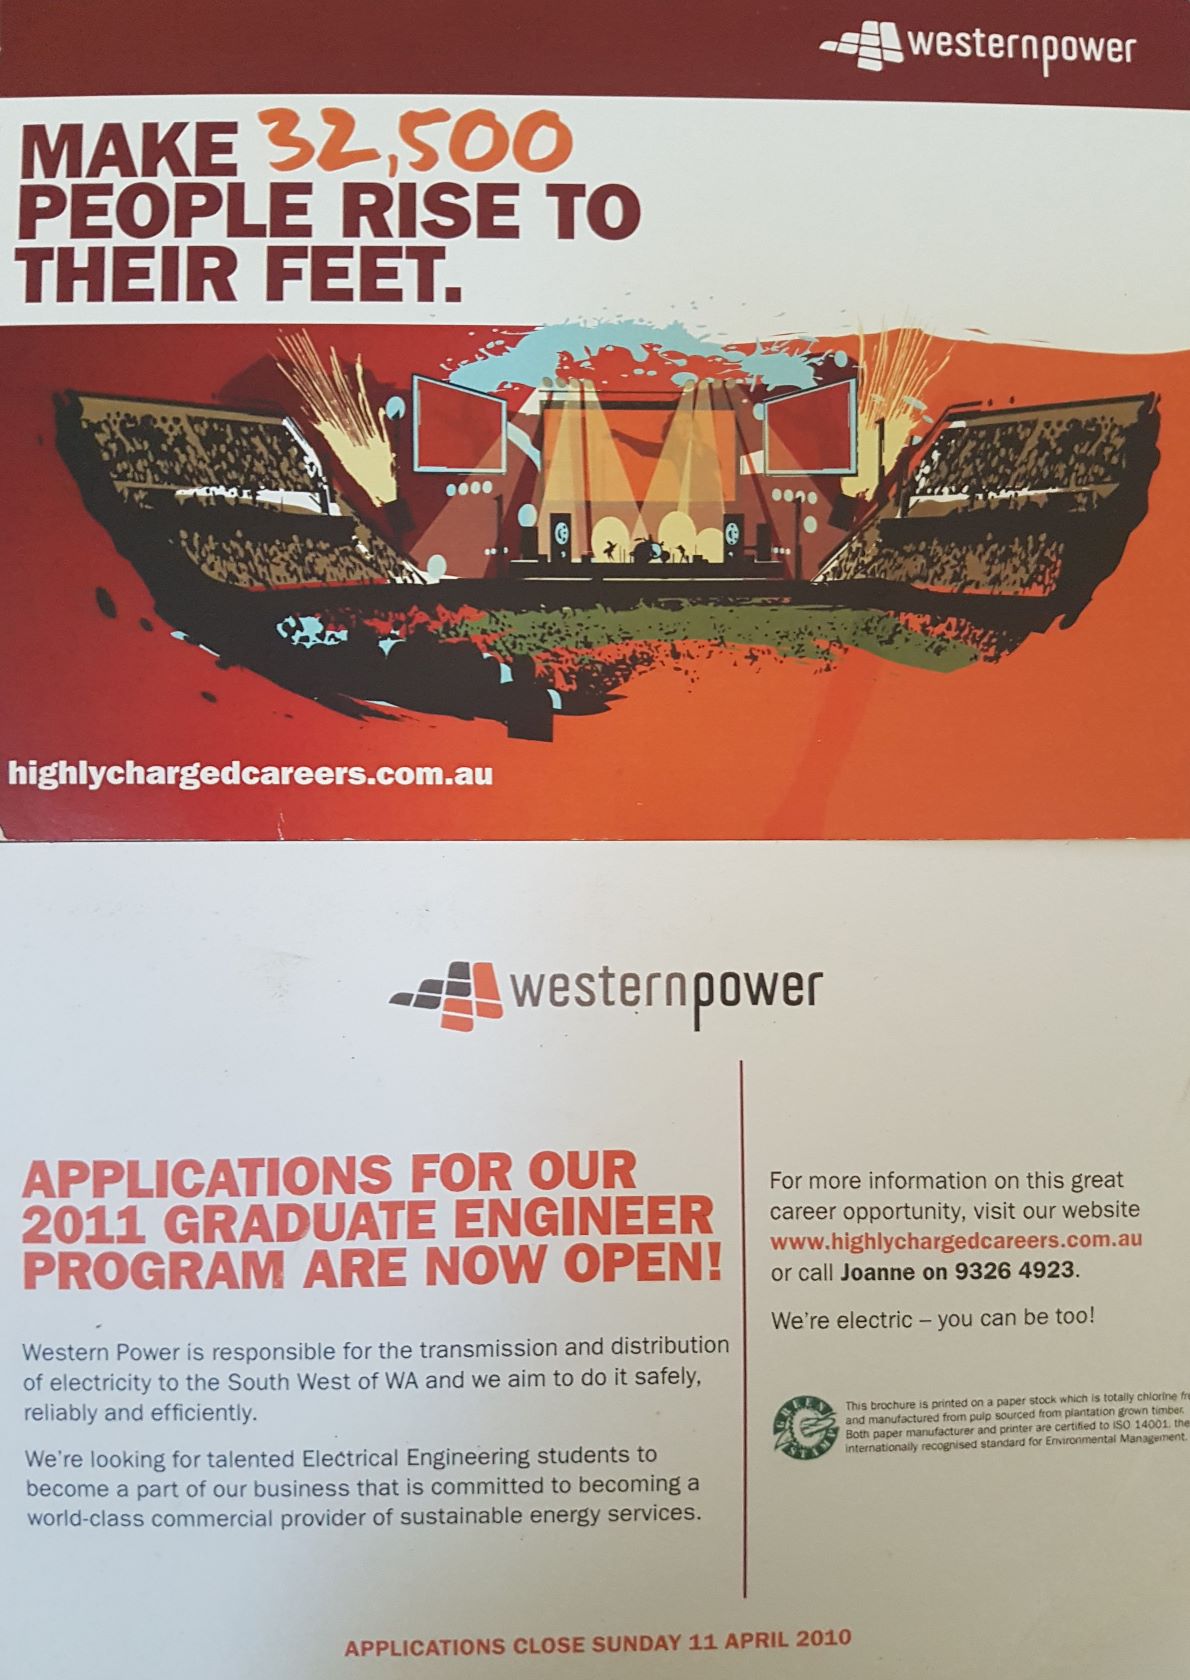 westernpower
MAKE 32,500
PEOPLE RISE TO
THEIR FEET.
highlychargedcareers.com.au
westernpower
APPLICATIONS FOR OUR
2011 GRADUATE ENGINEER
PROGRAM ARE NOW OPEN!
Western Power is responsible for the transmission and distribution
of electricity to the South West of WA and we aim to do it safely,
reliably and efficiently.
We're looking for talented Electrical Engineering students to
become a part of our business that is committed to becoming a
world-class commercial provider of sustainable energy services.
For more information on this great
career opportunity, visit our website
www.highlychargedcareers.com.au
or call Joanne on 9326 4923.
We're electric – you can be too!
GREEN
STAMP
This brochure is printed on a paper stock which is totally chlorine fr
and manufactured from pulp sourced from plantation grown timber.
Both paper manufacturer and printer are certified to ISO 14001, the
internationally recognised standard for Environmental Management.
APPLICATIONS CLOSE SUNDAY 11 APRIL 2010